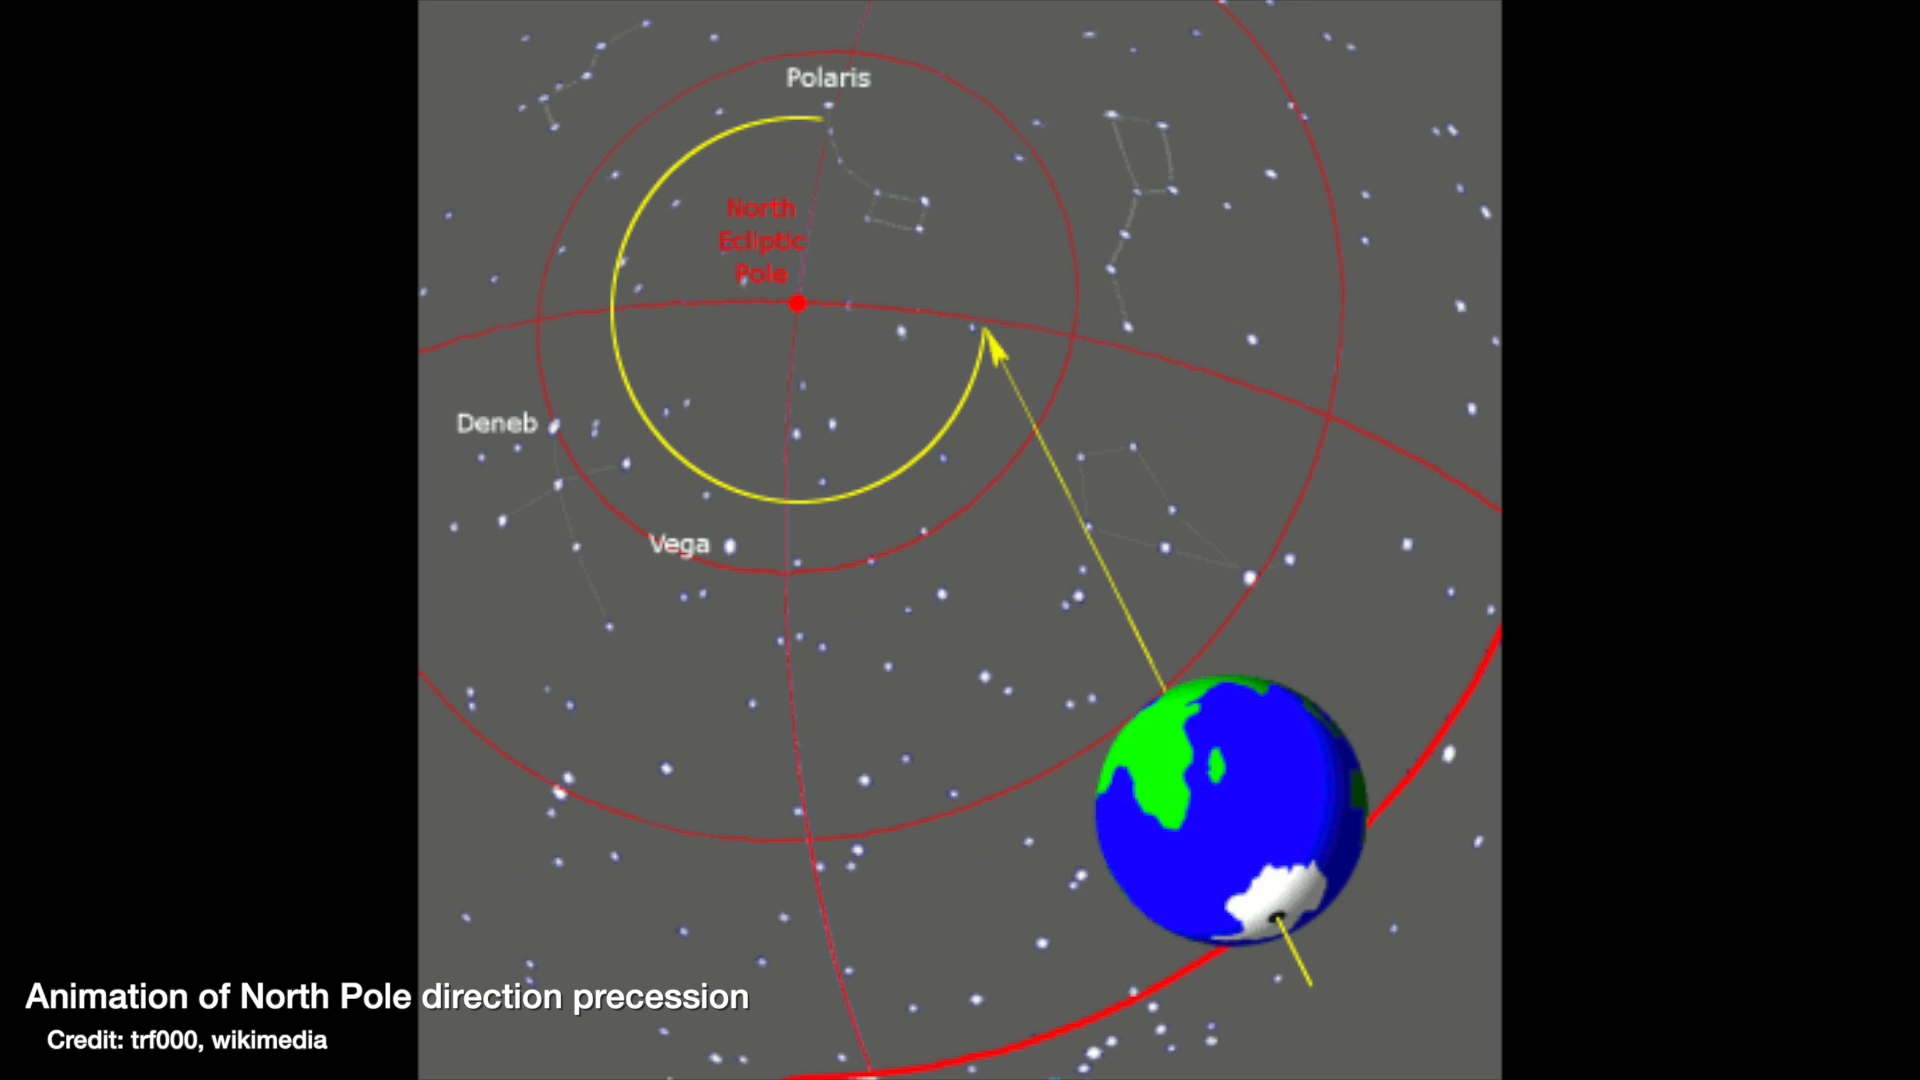 Polaris
North
Ecliptic
Pole
Deneb
Vega
Animation of North Pole direction precession
Credit: trf000, wikimedia